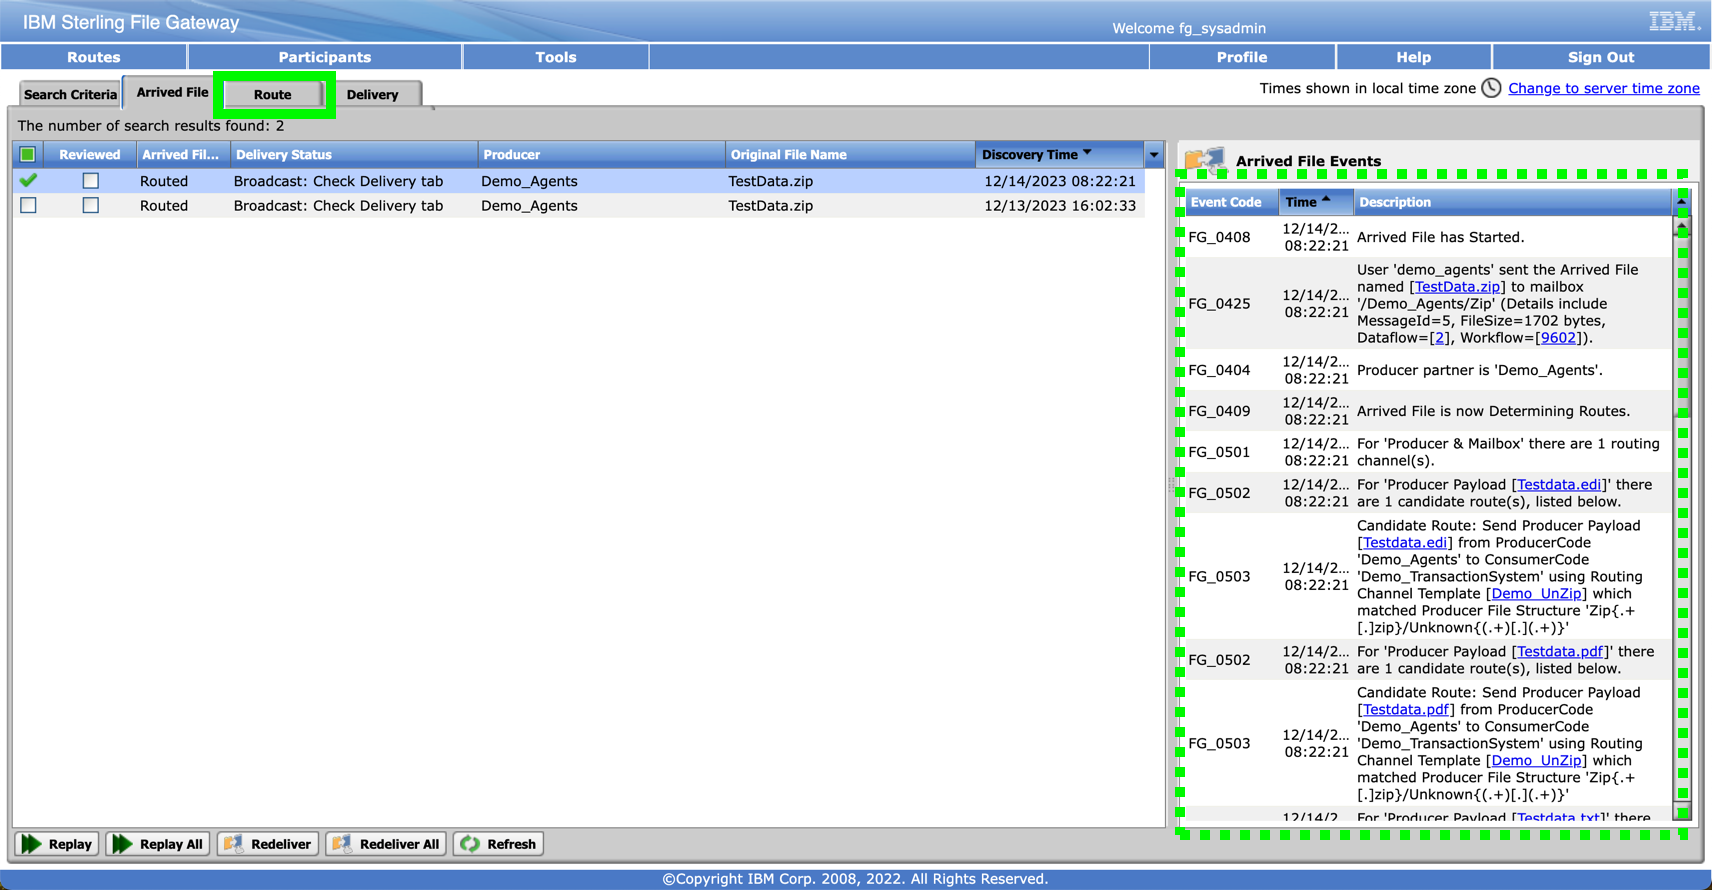 IBM Sterling File Gateway
Welcome fg_sysadmin
IBM
Routes Participants Tools Profile Help Sign Out
Search Criteria Arrived File Route Delivery
Times shown in local time zone Change to server time zone
The number of search results found: 2
Reviewed Arrived Fil... Delivery Status Producer Original File Name Discovery Time
Routed Broadcast: Check Delivery tab Demo_Agents TestData.zip 12/14/2023 08:22:21
Routed Broadcast: Check Delivery tab Demo_Agents TestData.zip 12/13/2023 16:02:33
Arrived File Events
Event Code Time Description
FG_0408 12/14/2... 08:22:21 Arrived File has Started.
FG_0425 12/14/2... 08:22:21
User 'demo_agents' sent the Arrived File
named [TestData.zip] to mailbox
'/Demo_Agents/Zip' (Details include
MessageId=5, FileSize=1702 bytes,
Dataflow=[2], Workflow=[9602]).
FG_0404 12/14/2... 08:22:21 Producer partner is 'Demo_Agents'.
FG_0409 12/14/2... 08:22:21 Arrived File is now Determining Routes.
FG_0501 12/14/2... 08:22:21
For 'Producer & Mailbox' there are 1 routing
channel(s).
FG_0502 12/14/2... 08:22:21
For 'Producer Payload [Testdata.edi]' there
are 1 candidate route(s), listed below.
FG_0503 12/14/2... 08:22:21
Candidate Route: Send Producer Payload
[Testdata.edi] from ProducerCode
'Demo_Agents' to ConsumerCode
'Demo_TransactionSystem' using Routing
Channel Template [Demo_UnZip] which
matched Producer File Structure 'Zip{.+
[.]zip}/Unknown{(.+)[.](.+)}'
FG_0502 12/14/2... 08:22:21
For 'Producer Payload [Testdata.pdf]' there
are 1 candidate route(s), listed below.
FG_0503 12/14/2... 08:22:21
Candidate Route: Send Producer Payload
[Testdata.pdf] from ProducerCode
'Demo_Agents' to ConsumerCode
'Demo_TransactionSystem' using Routing
Channel Template [Demo_UnZip] which
matched Producer File Structure 'Zip{.+
[.]zip}/Unknown{(.+)[.](.+)}'
12/14/2... For 'Producer Payload [Testdata.txt]' there
Replay Replay All Redeliver Redeliver All Refresh
©Copyright IBM Corp. 2008, 2022. All Rights Reserved.